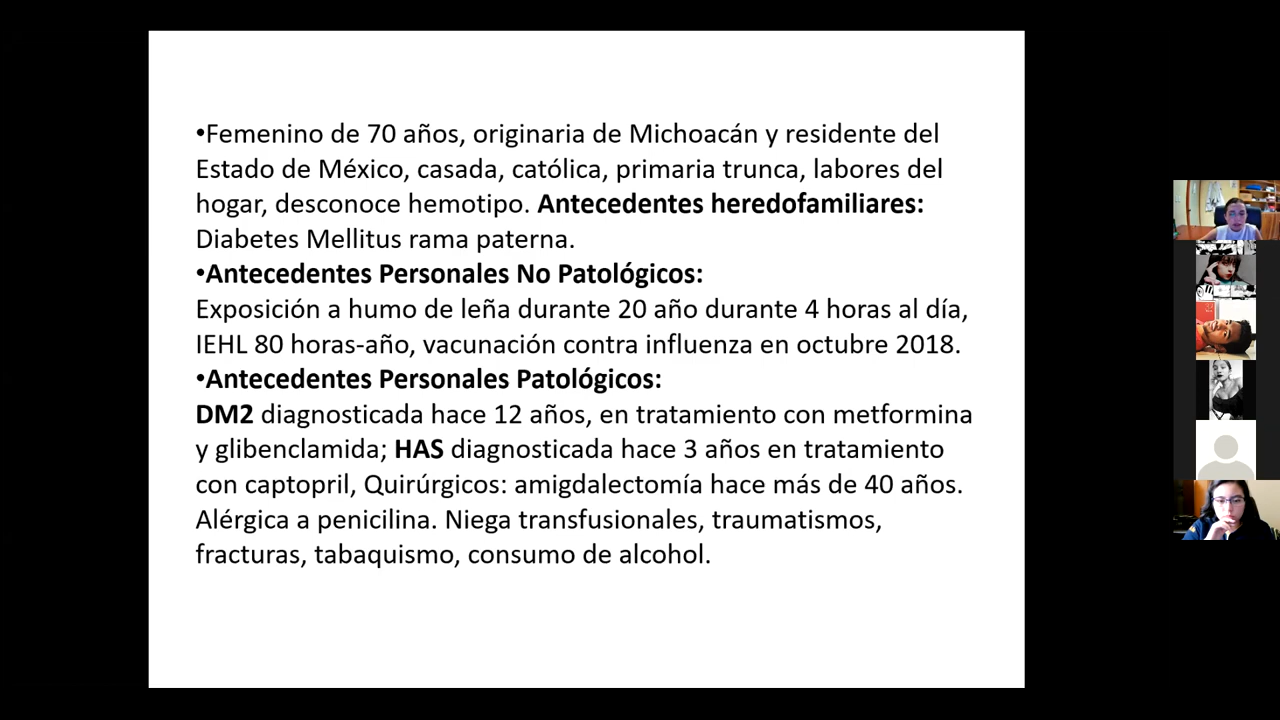 •Femenino de 70 años, originaria de Michoacán y residente del
Estado de México, casada, católica, primaria trunca, labores del
hogar, desconoce hemotipo. Antecedentes heredofamiliares:
Diabetes Mellitus rama paterna.
•Antecedentes Personales No Patológicos:
Exposición a humo de leña durante 20 año durante 4 horas al día,
IEHL 80 horas-año, vacunación contra influenza en octubre 2018.
•Antecedentes Personales Patológicos:
DM2 diagnosticada hace 12 años, en tratamiento con metformina
y glibenclamida; HAS diagnosticada hace 3 años en tratamiento
con captopril, Quirúrgicos: amigdalectomía hace más de 40 años.
Alérgica a penicilina. Niega transfusionales, traumatismos,
fracturas, tabaquismo, consumo de alcohol.